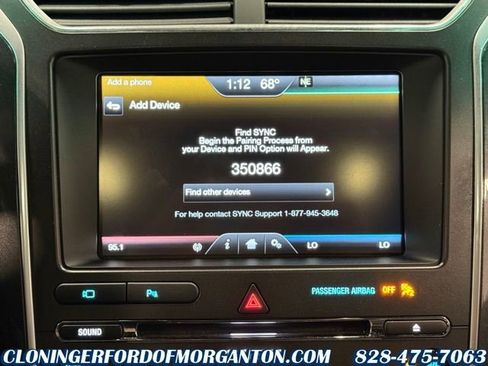 Add a phone
1:12 68° NE
Add Device
Find SYNC
Begin the Pairing Process from
your Device and PIN Option will Appear.
350866
Find other devices
For help contact SYNC Support 1-877-945-3648
95.1 LO LO
PASSENGER AIRBAG OFF
SOUND
CLONINGERFORDOFMORGANTON.COM 828-475-7063